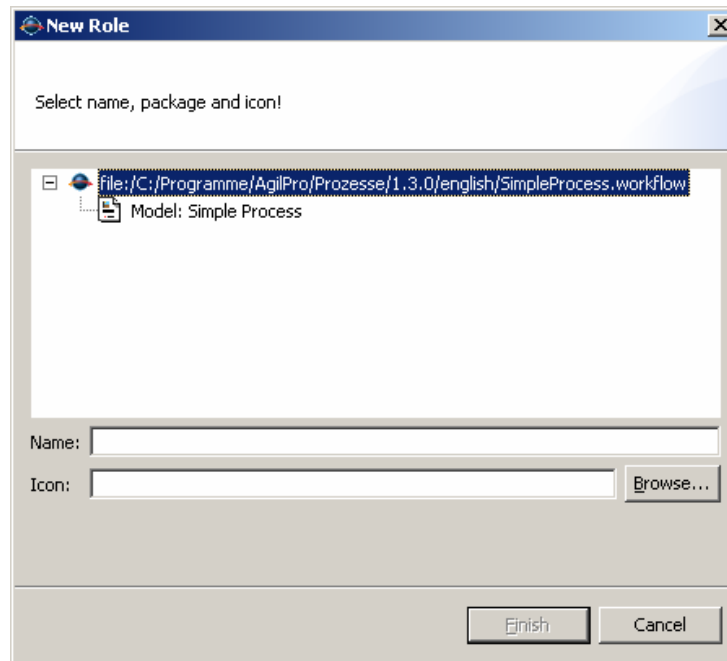 New Role
Select name, package and icon!
file:/C:/Programme/AgilPro/Prozesse/1.3.0/english/SimpleProcess.workflow
Model: Simple Process
Name:
Icon:
Browse...
Finish
Cancel